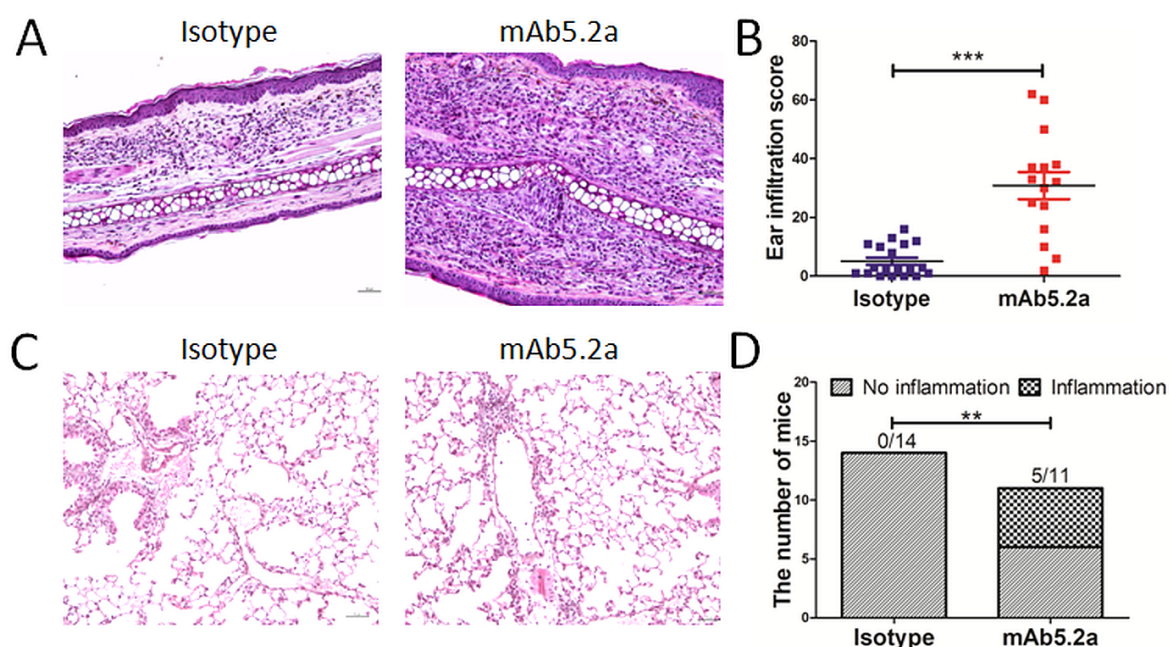 A
Isotype
mAb5.2a
B
Ear infiltration score
80
60
40
20
0
***
Isotype
mAb5.2a
C
Isotype
mAb5.2a
D
The number of mice
20
15
10
5
0
No inflammation
Inflammation
**
0/14
5/11
Isotype
mAb5.2a